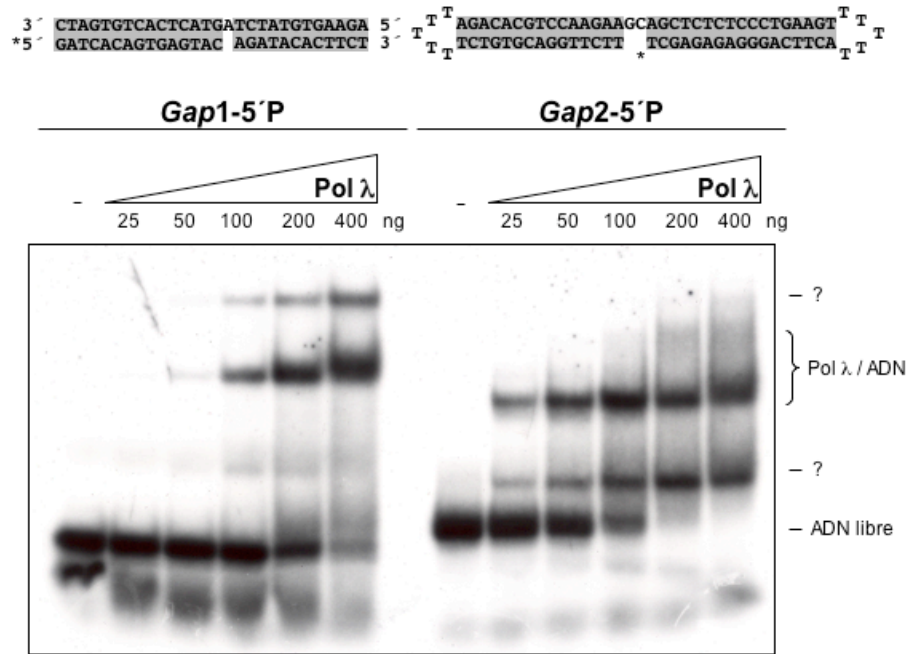 3´ CTAGTGTCACTCATGATCTATGTGAAGA 5´
*5´ GATCACAGTGAGTAC AGATACACTTCT 3´
T T T AGACACGTCCAAGAAGCAGCTCTCTCCCTGAAGT T T T
T T
T T T TCTGTGCAGGTTCTT TCGAGAGAGGGACTTCA T T T
*
Gap1-5´P Gap2-5´P
Pol λ Pol λ
- 25 50 100 200 400 ng - 25 50 100 200 400 ng
– ?
Pol λ / ADN
– ?
– ADN libre